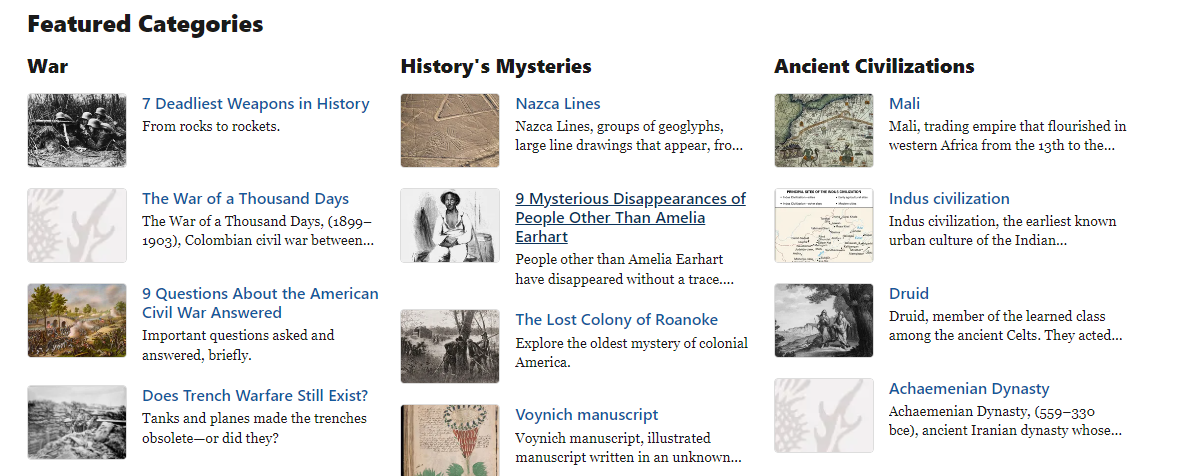 Featured Categories
War
7 Deadliest Weapons in History
From rocks to rockets.
The War of a Thousand Days
The War of a Thousand Days, (1899–
1903), Colombian civil war between...
9 Questions About the American
Civil War Answered
Important questions asked and
answered, briefly.
Does Trench Warfare Still Exist?
Tanks and planes made the trenches
obsolete—or did they?
History's Mysteries
Nazca Lines
Nazca Lines, groups of geoglyphs,
large line drawings that appear, fro...
9 Mysterious Disappearances of
People Other Than Amelia
Earhart
People other than Amelia Earhart
have disappeared without a trace....
The Lost Colony of Roanoke
Explore the oldest mystery of colonial
America.
Voynich manuscript
Voynich manuscript, illustrated
manuscript written in an unknown...
Ancient Civilizations
Mali
Mali, trading empire that flourished in
western Africa from the 13th to the...
PRINCIPAL SITES OF THE INDUS CIVILIZATION
Indus civilization
Indus civilization, the earliest known
urban culture of the Indian...
Druid
Druid, member of the learned class
among the ancient Celts. They acted...
Achaemenian Dynasty
Achaemenian Dynasty, (559–330
bce), ancient Iranian dynasty whose...